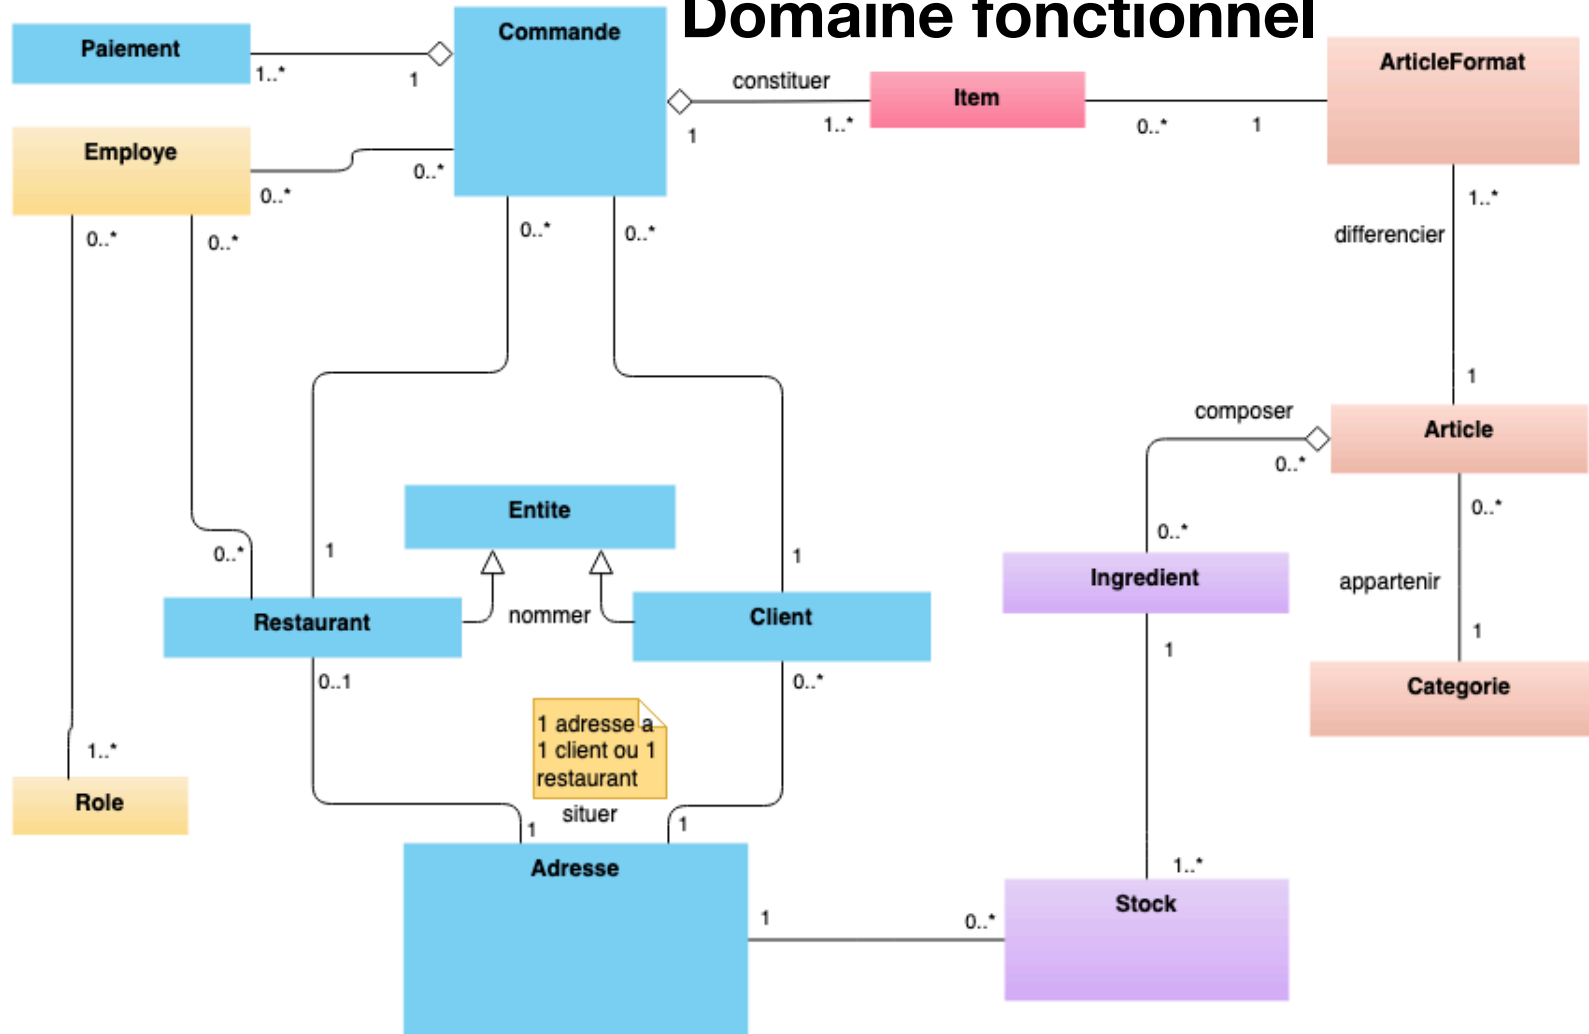 Domaine fonctionnel
Paiement
1..*
1
Commande
constituer
1
1..*
Item
0..*
1
ArticleFormat
Employe
0..*
0..*
0..*
0..*
0..*
0..*
1..*
differencier
1
composer
0..*
Article
0..*
Entite
0..*
1
1
0..*
Ingredient
appartenir
1
Restaurant
nommer
Client
1
Categorie
0..1
0..*
1 adresse a
1 client ou 1
restaurant
1..*
Role
situer
1
1
Adresse
1..*
Stock
1
0..*